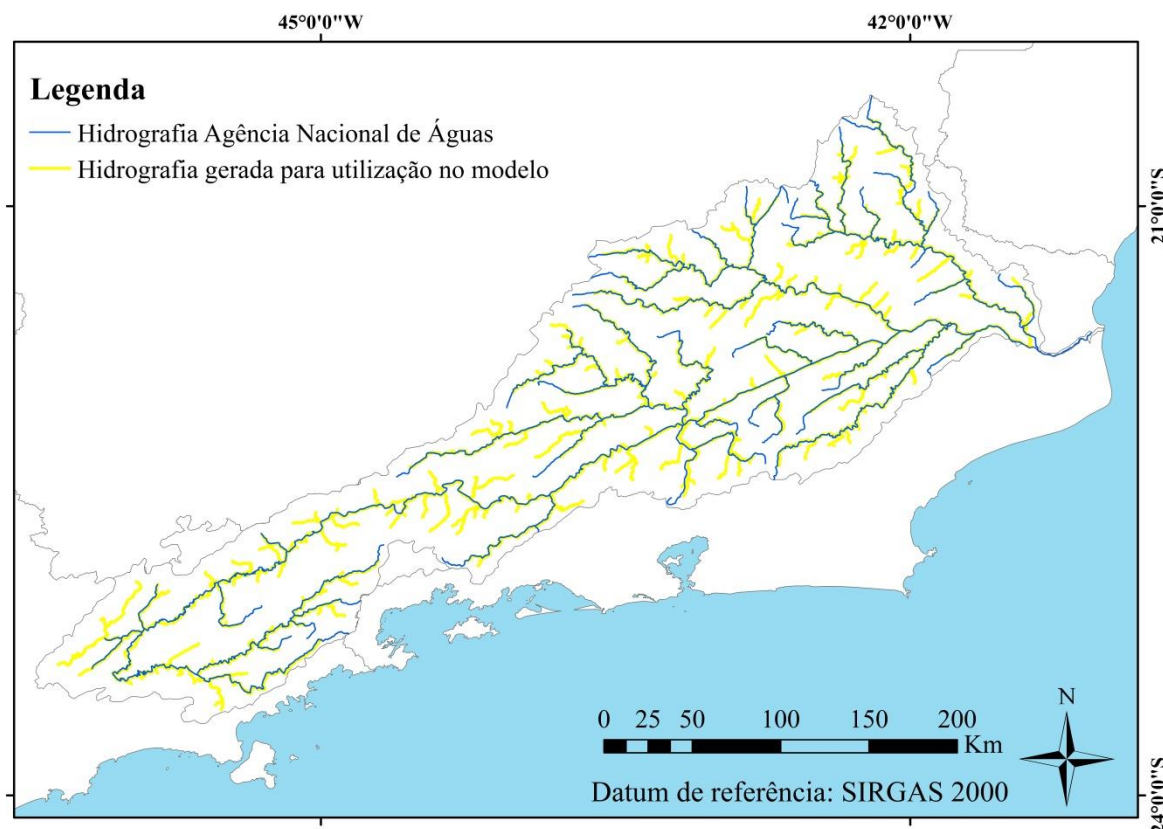 45°0'0"W
42°0'0"W
Legenda
Hidrografia Agência Nacional de Águas
Hidrografia gerada para utilização no modelo
21°0'0"S
N
0 25 50 100 150 200
Km
Datum de referência: SIRGAS 2000
24°0'0"S